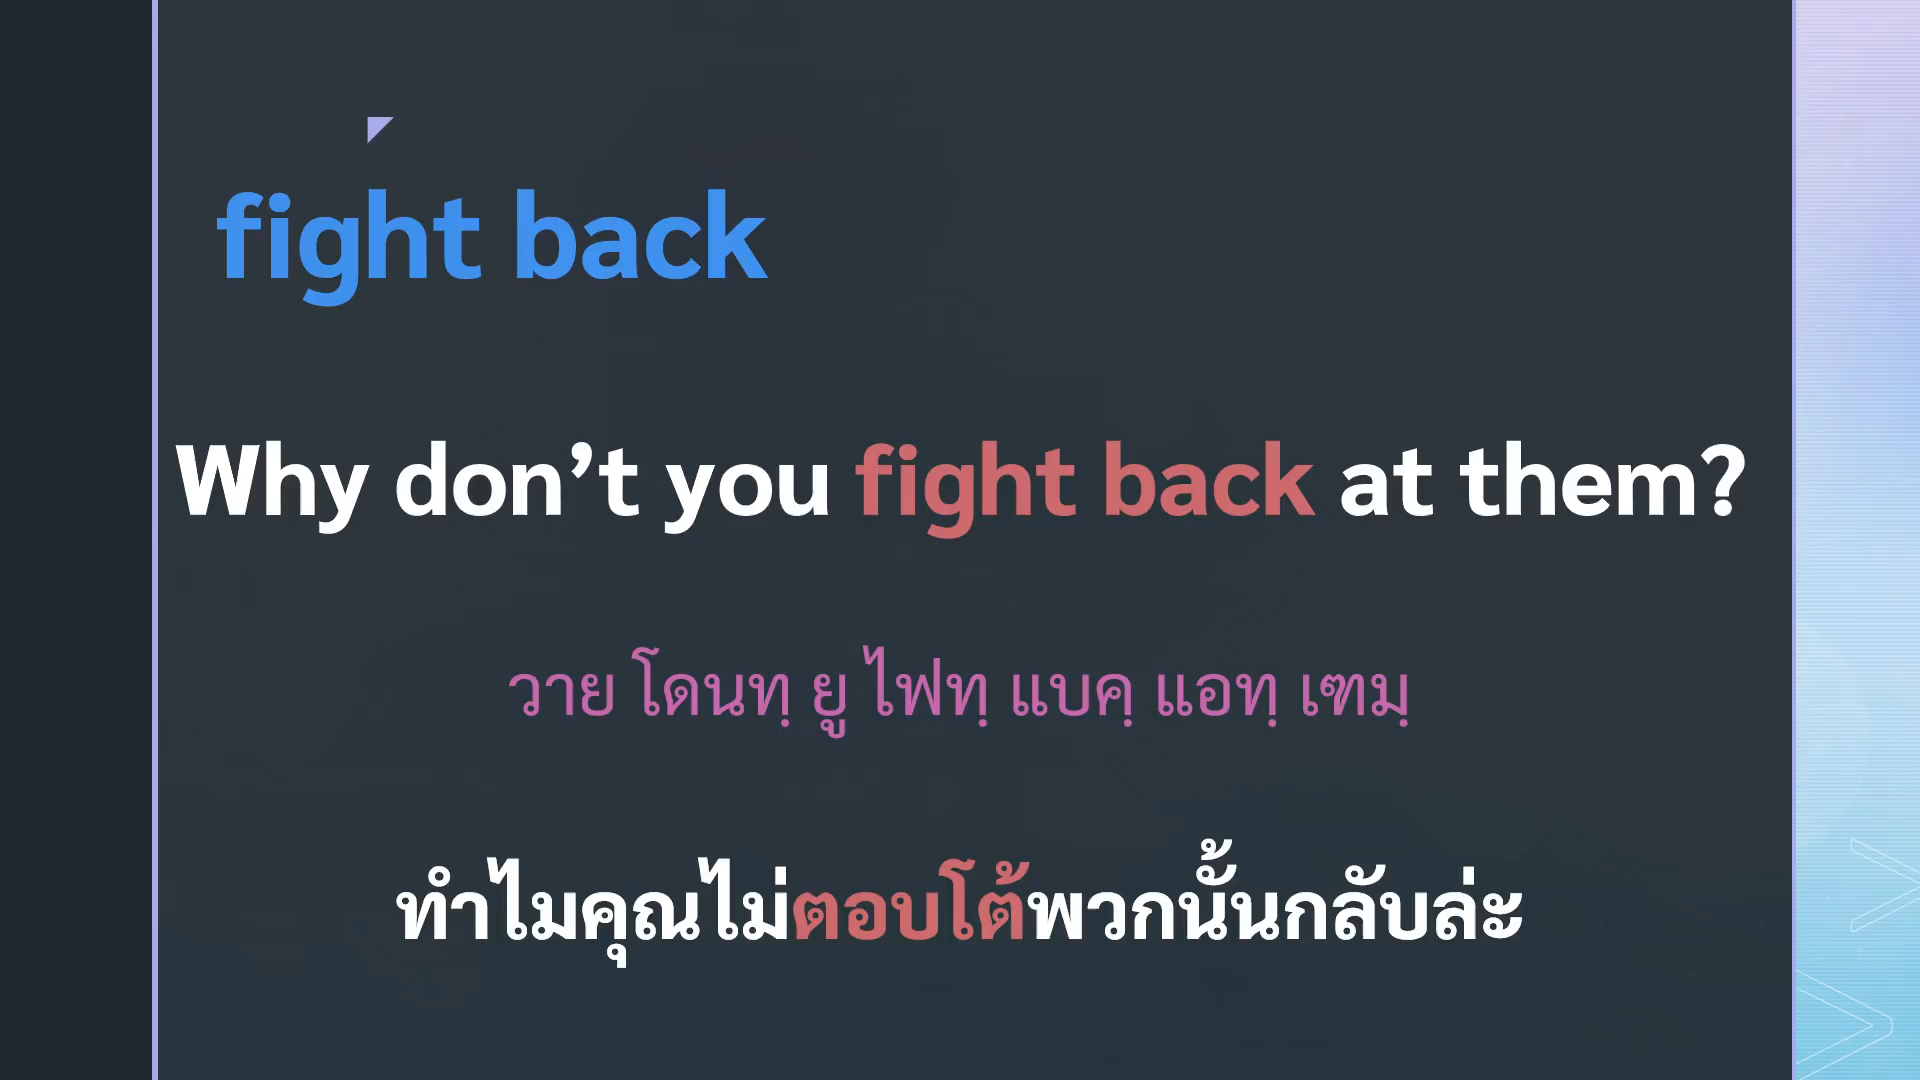 fight back
Why don’t you fight back at them?
วาย โดนทฺ ยู ไฟทฺ แบคฺ แอทฺ เฑมฺ
ทำไมคุณไม่ตอบโต้พวกนั้นกลับล่ะ